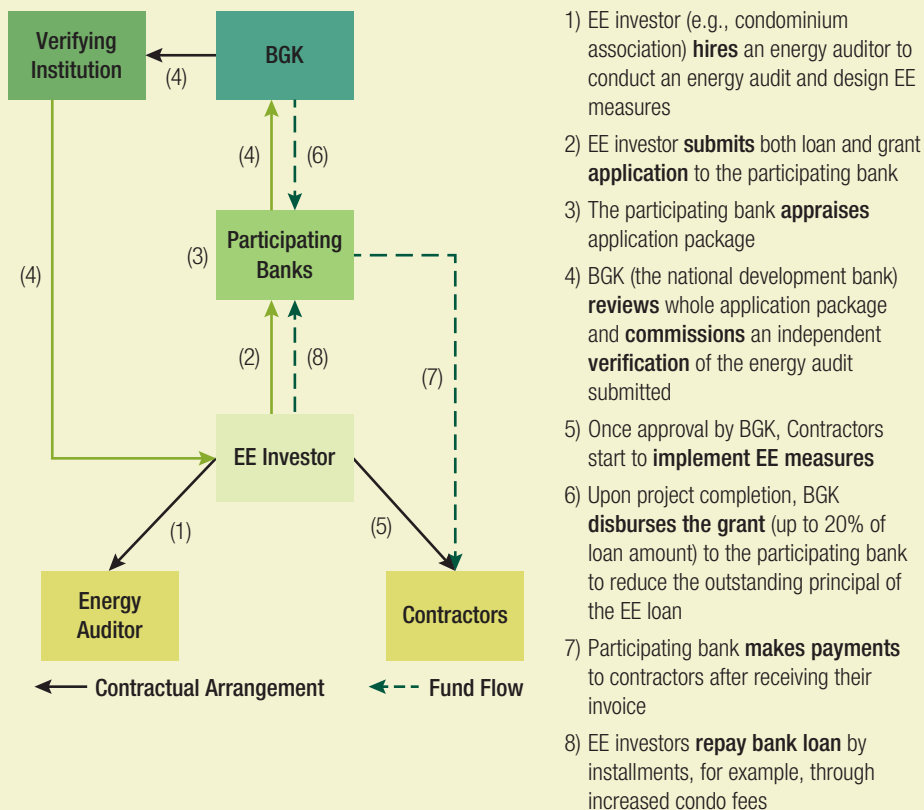 Verifying
Institution
BGK
(4)
(4)
(6)
(4)
(3)
Participating
Banks
(2)
(8)
(7)
EE Investor
(1)
(5)
Energy
Auditor
Contractors
Contractual Arrangement
Fund Flow
1) EE investor (e.g., condominium
association) hires an energy auditor to
conduct an energy audit and design EE
measures
2) EE investor submits both loan and grant
application to the participating bank
3) The participating bank appraises
application package
4) BGK (the national development bank)
reviews whole application package
and commissions an independent
verification of the energy audit
submitted
5) Once approval by BGK, Contractors
start to implement EE measures
6) Upon project completion, BGK
disburses the grant (up to 20% of
loan amount) to the participating bank
to reduce the outstanding principal of
the EE loan
7) Participating bank makes payments
to contractors after receiving their
invoice
8) EE investors repay bank loan by
installments, for example, through
increased condo fees